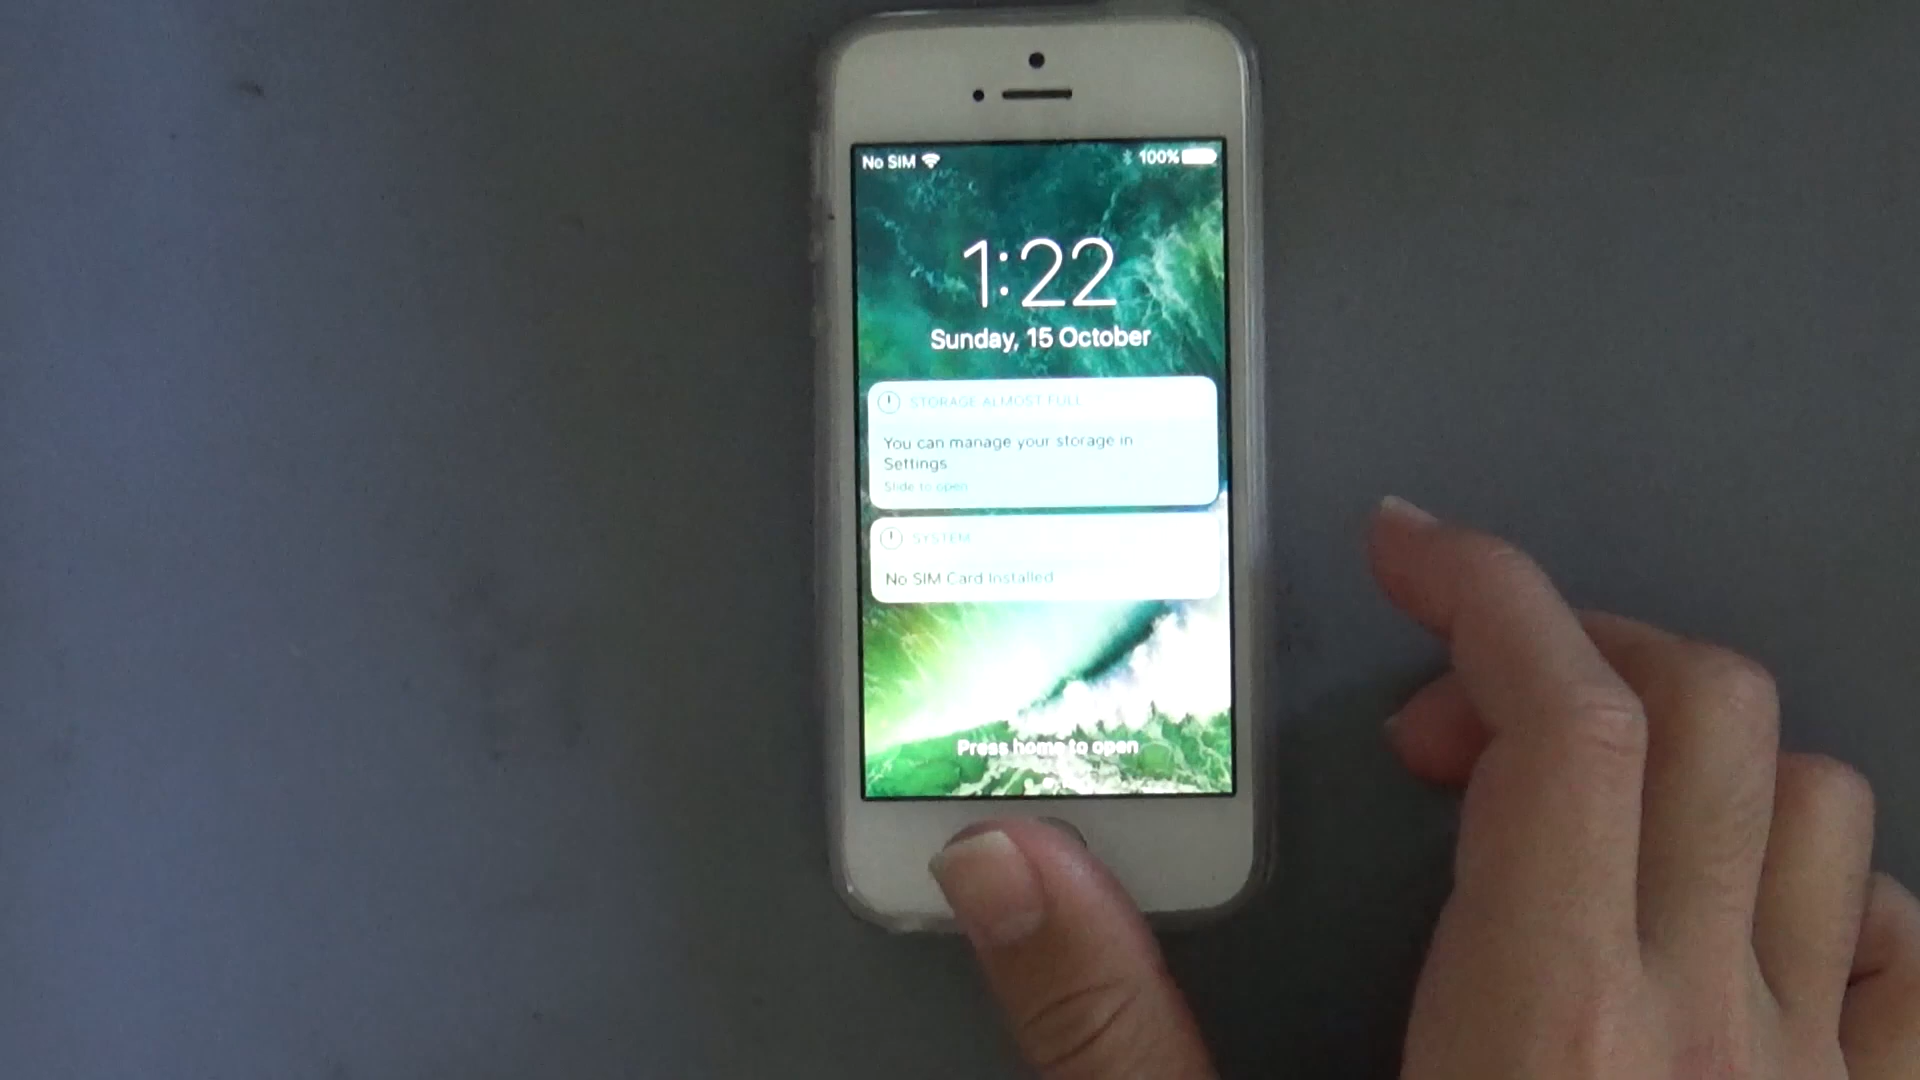 No SIM 100%
1:22
Sunday, 15 October
STORAGE ALMOST FULL
You can manage your storage in
Settings
Slide to open
SYSTEM
No SIM Card Installed
Press home to open